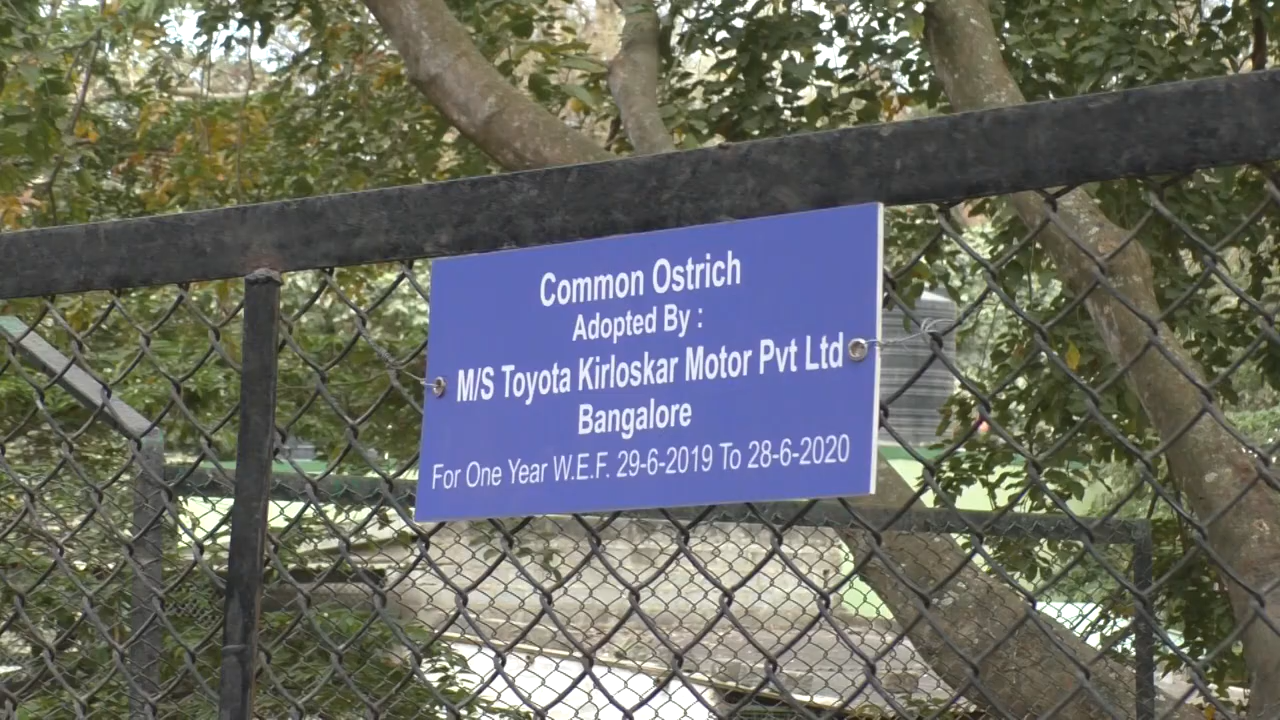 Common Ostrich
Adopted By :
M/S Toyota Kirloskar Motor Pvt Ltd
Bangalore
For One Year W.E.F. 29-6-2019 To 28-6-2020